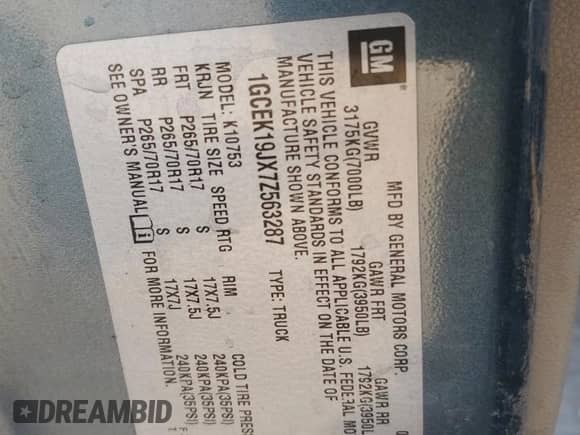 GM
MFD BY GENERAL MOTORS CORP.
GVWR GAWR FRT GAWR RR
3175KG(7000LB) 1792KG(3950LB) 1792KG(3950L
THIS VEHICLE CONFORMS TO ALL APPLICABLE U.S. FEDERAL MO
VEHICLE SAFETY STANDARDS IN EFFECT ON THE DATE OF
MANUFACTURE SHOWN ABOVE.
1GCEK19JX7Z563287 TYPE: TRUCK
MODEL: K10753
KRJN TIRE SIZE SPEED RTG RIM COLD TIRE PRES
FRT P265/70R17 S 17X7.5J 240KPA(35PSI)
RR P265/70R17 S 17X7.5J 240KPA(35PSI)
SPA P265/70R17 S 17X7J 240KPA(35PSI)
SEE OWNER'S MANUAL i FOR MORE INFORMATION.
DREAMBID